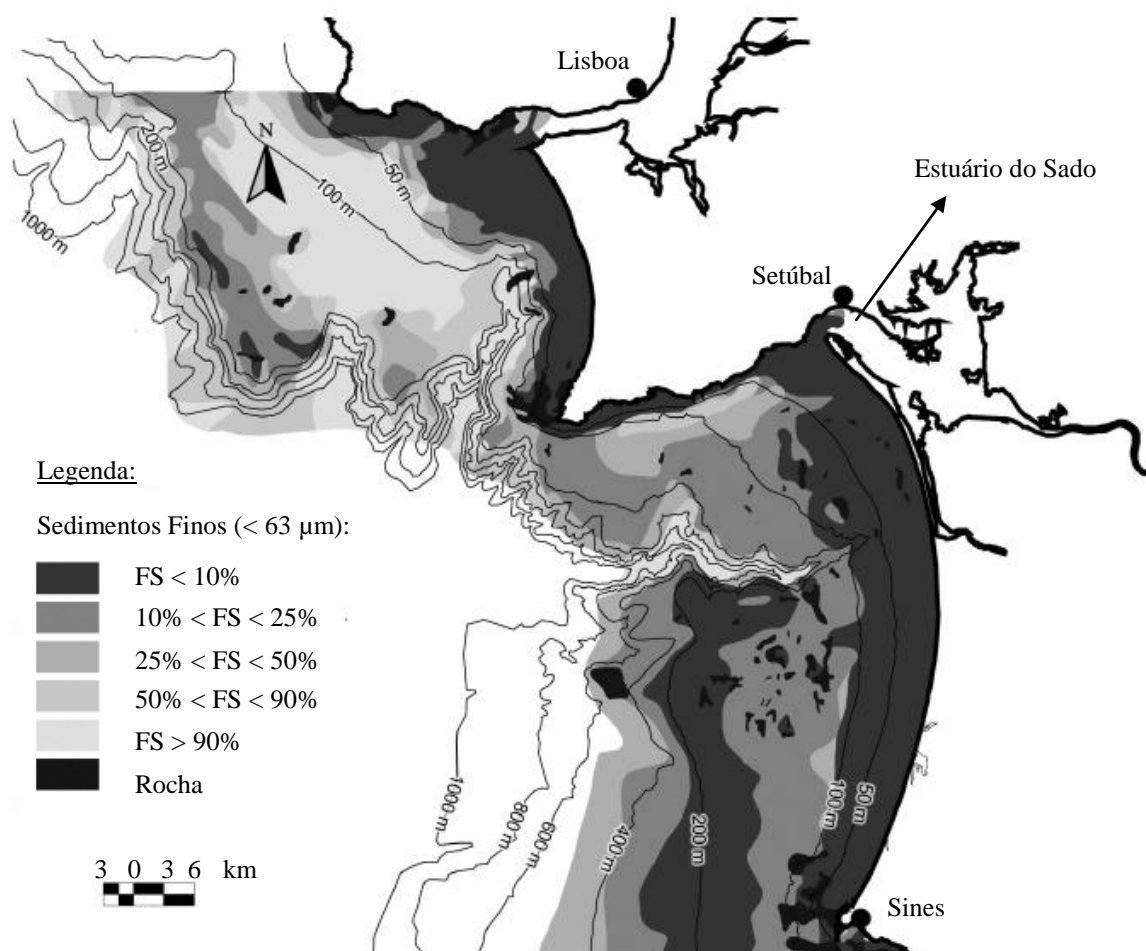 Lisboa
N
200 m
50 m
100 m
1000 m
Estuário do Sado
Setúbal
Legenda:
Sedimentos Finos (< 63 µm):
FS < 10%
10% < FS < 25%
25% < FS < 50%
50% < FS < 90%
FS > 90%
Rocha
1000 m
800 m
600 m
400 m
200 m
100 m
50 m
3 0 3 6 km
Sines